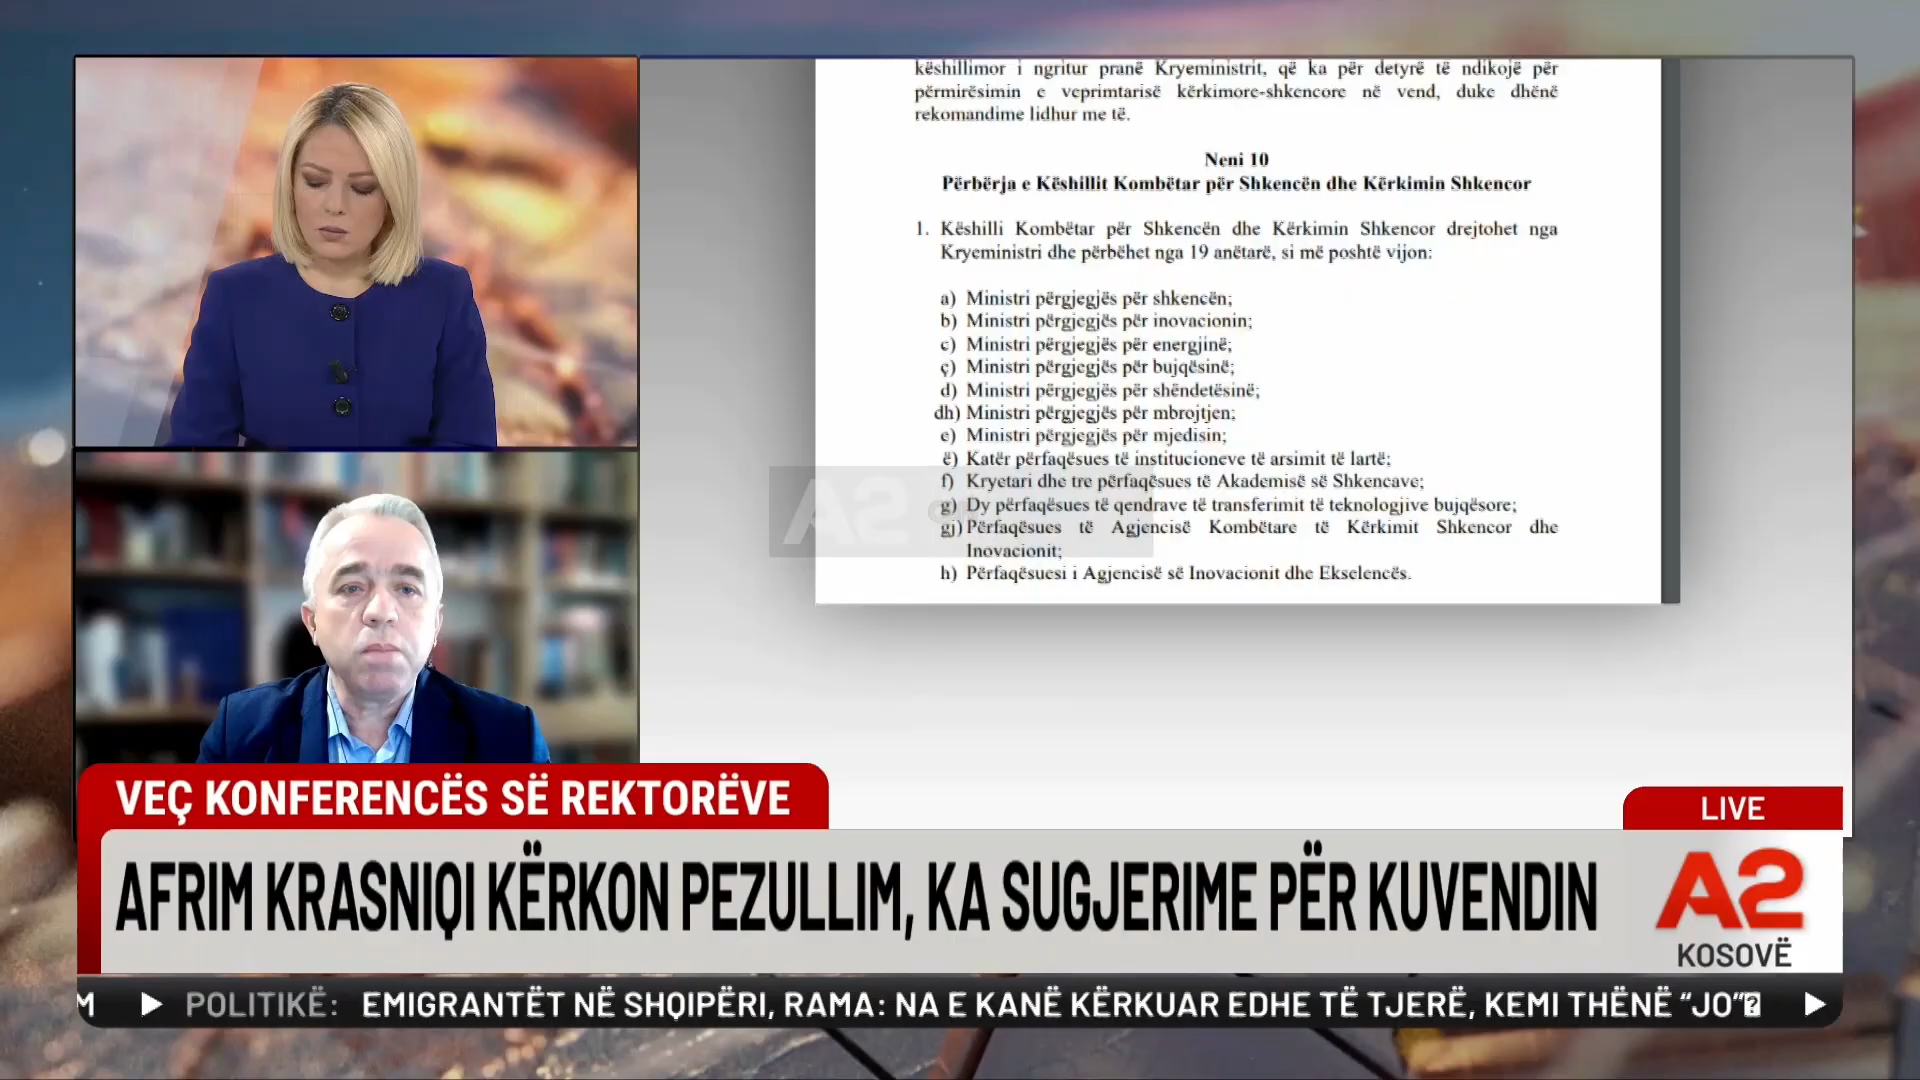 këshillimor i ngritur pranë Kryeministrit, që ka për detyrë të ndikojë për
përmirësimin e veprimtarisë kërkimore-shkencore në vend, duke dhënë
rekomandime lidhur me të.
Neni 10
Përbërja e Këshillit Kombëtar për Shkencën dhe Kërkimin Shkencor
1. Këshilli Kombëtar për Shkencën dhe Kërkimin Shkencor drejtohet nga
Kryeministri dhe përbëhet nga 19 anëtarë, si më poshtë vijon:
a) Ministri përgjegjës për shkencën;
b) Ministri përgjegjës për inovacionin;
c) Ministri përgjegjës për energjinë;
ç) Ministri përgjegjës për bujqësinë;
d) Ministri përgjegjës për shëndetësinë;
dh) Ministri përgjegjës për mbrojtjen;
e) Ministri përgjegjës për mjedisin;
ë) Katër përfaqësues të institucioneve të arsimit të lartë;
f) Kryetari dhe tre përfaqësues të Akademisë së Shkencave;
g) Dy përfaqësues të qendrave të transferimit të teknologjive bujqësore;
gj) Përfaqësues të Agjencisë Kombëtare të Kërkimit Shkencor dhe
Inovacionit;
h) Përfaqësuesi i Agjencisë së Inovacionit dhe Ekselencës.
A2
VEÇ KONFERENCËS SË REKTORËVE
LIVE
AFRIM KRASNIQI KËRKON PEZULLIM, KA SUGJERIME PËR KUVENDIN
A2
KOSOVË
M ▶ POLITIKË: EMIGRANTËT NË SHQIPËRI, RAMA: NA E KANË KËRKUAR EDHE TË TJERË, KEMI THËNË “JO“